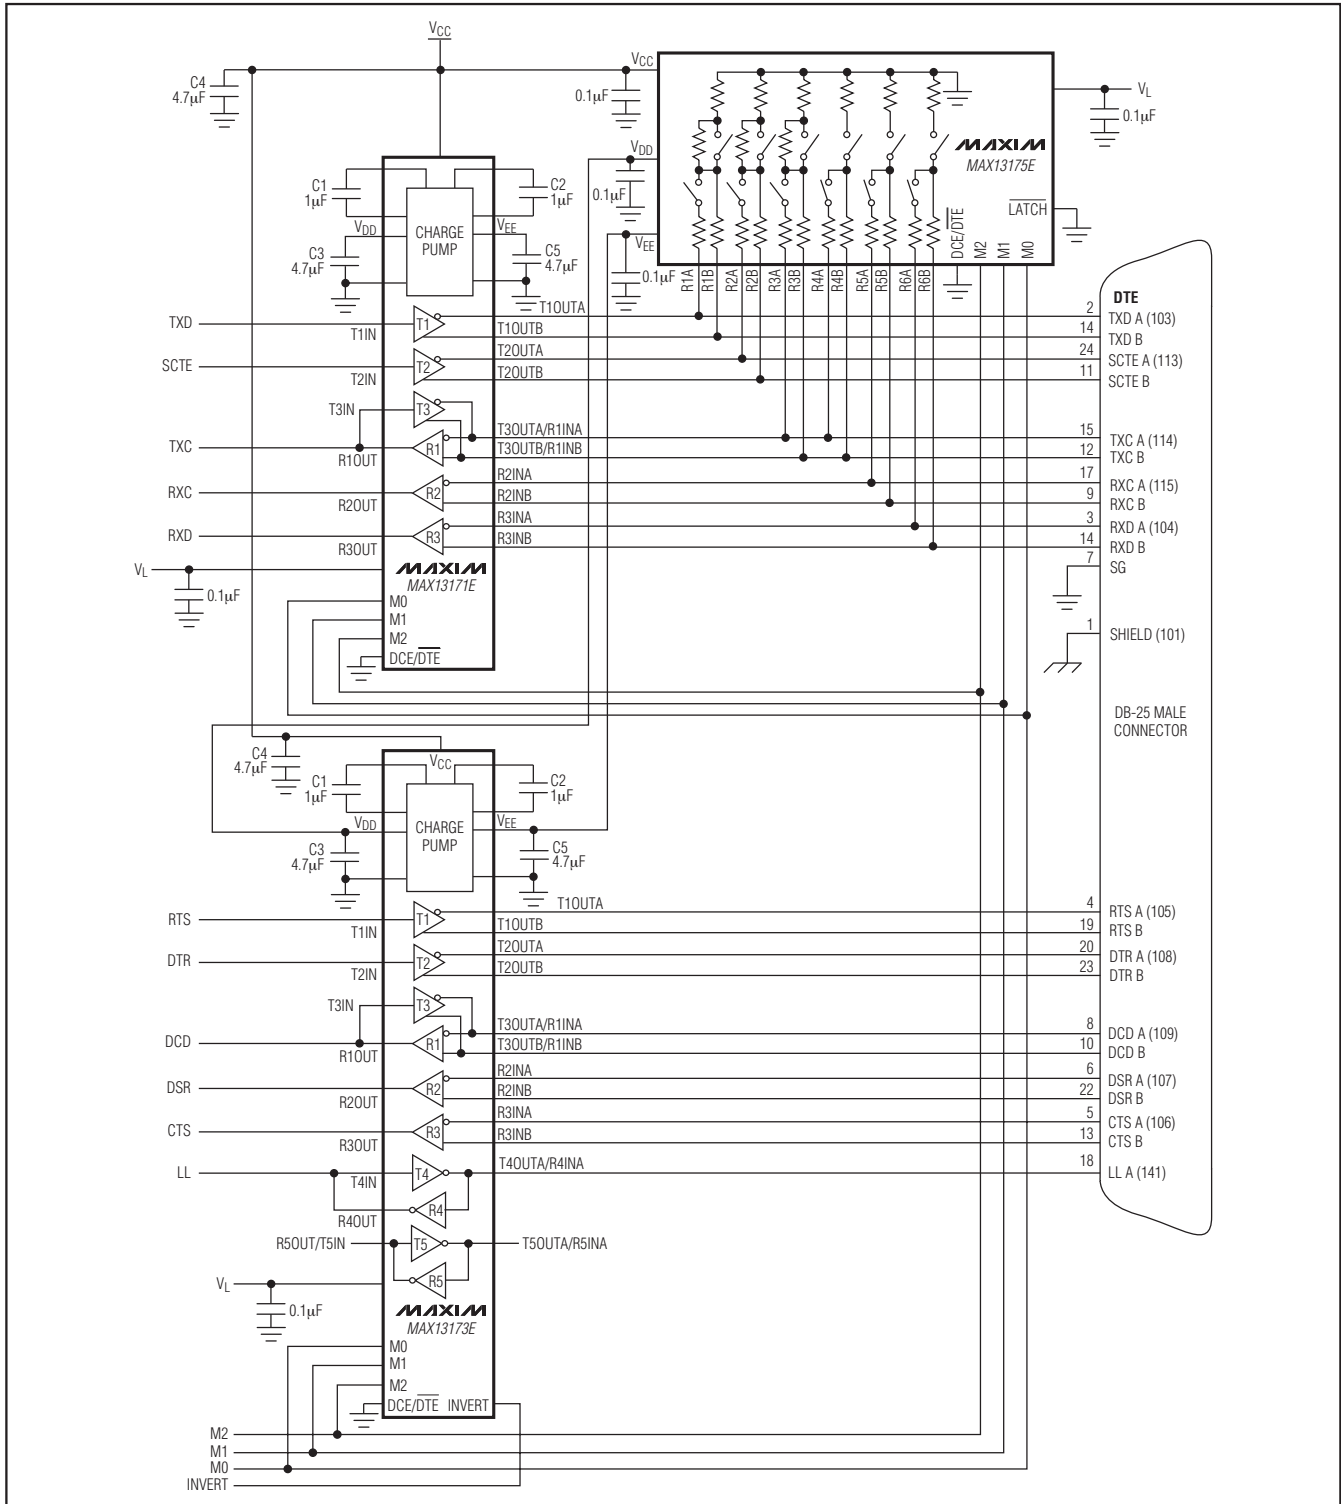 VCC
C4
4.7μF
VCC
0.1μF
VL
0.1μF
MAXIM
MAX13175E
VDD
0.1μF
LATCH
VEE
0.1μF
R1A
R1B
R2A
R2B
R3A
R3B
R4A
R4B
R5A
R5B
R6A
R6B
DCE/DTE
M2
M1
M0
C1
1μF
C2
1μF
VDD
CHARGE
PUMP
VEE
C3
4.7μF
C5
4.7μF
DTE
TXD
T1IN
T1
T1OUTA
2
TXD A (103)
T1OUTB
14
TXD B
SCTE
T2IN
T2
T2OUTA
24
SCTE A (113)
T2OUTB
11
SCTE B
T3IN
T3
TXC
R1OUT
R1
T3OUTA/R1INA
15
TXC A (114)
T3OUTB/R1INB
12
TXC B
RXC
R2OUT
R2
R2INA
17
RXC A (115)
R2INB
9
RXC B
RXD
R3OUT
R3
R3INA
3
RXD A (104)
R3INB
14
RXD B
7
SG
VL
0.1μF
MAXIM
MAX13171E
M0
M1
M2
DCE/DTE
1
SHIELD (101)
DB-25 MALE
CONNECTOR
C4
4.7μF
VCC
C1
1μF
C2
1μF
VDD
CHARGE
PUMP
VEE
C3
4.7μF
C5
4.7μF
RTS
T1IN
T1
T1OUTA
4
RTS A (105)
T1OUTB
19
RTS B
DTR
T2IN
T2
T2OUTA
20
DTR A (108)
T2OUTB
23
DTR B
T3IN
T3
DCD
R1OUT
R1
T3OUTA/R1INA
8
DCD A (109)
T3OUTB/R1INB
10
DCD B
DSR
R2OUT
R2
R2INA
6
DSR A (107)
R2INB
22
DSR B
CTS
R3OUT
R3
R3INA
5
CTS A (106)
R3INB
13
CTS B
LL
T4IN
T4
T4OUTA/R4INA
18
LL A (141)
R4OUT
R4
R5OUT/T5IN
T5
T5OUTA/R5INA
R5
VL
0.1μF
MAXIM
MAX13173E
M0
M1
M2
DCE/DTE INVERT
M2
M1
M0
INVERT